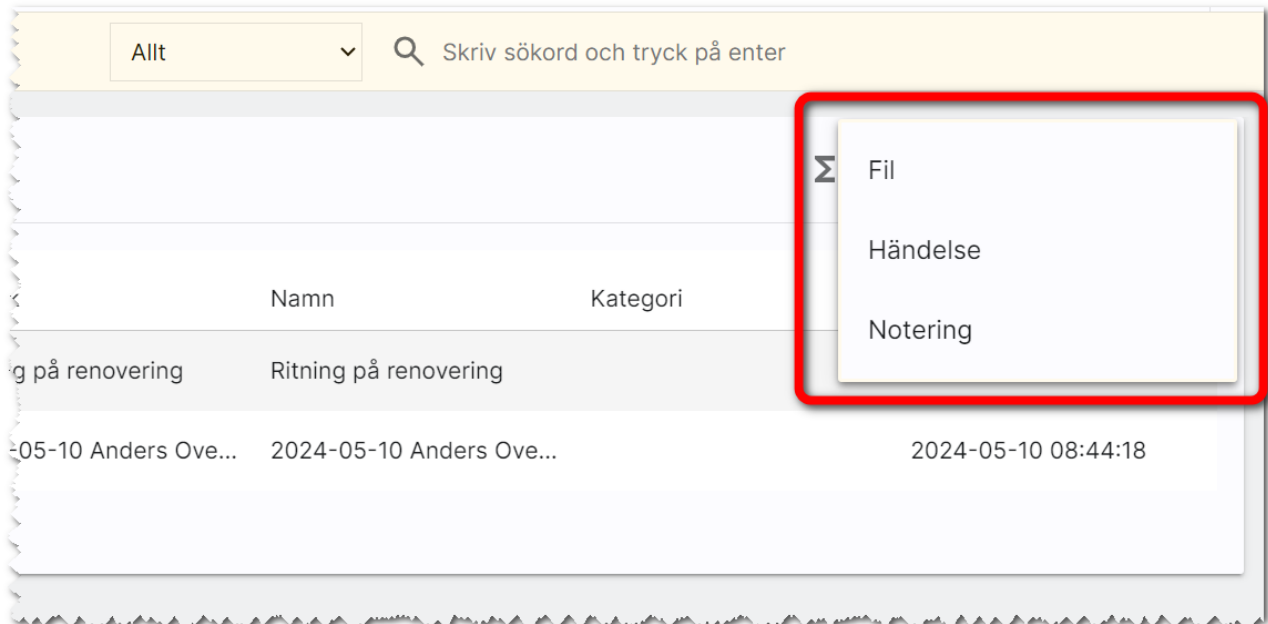 Allt
Skriv sökord och tryck på enter
Σ
Fil
Händelse
Notering
Namn
Kategori
på renovering
Ritning på renovering
05-10 Anders Ove...
2024-05-10 Anders Ove...
2024-05-10 08:44:18